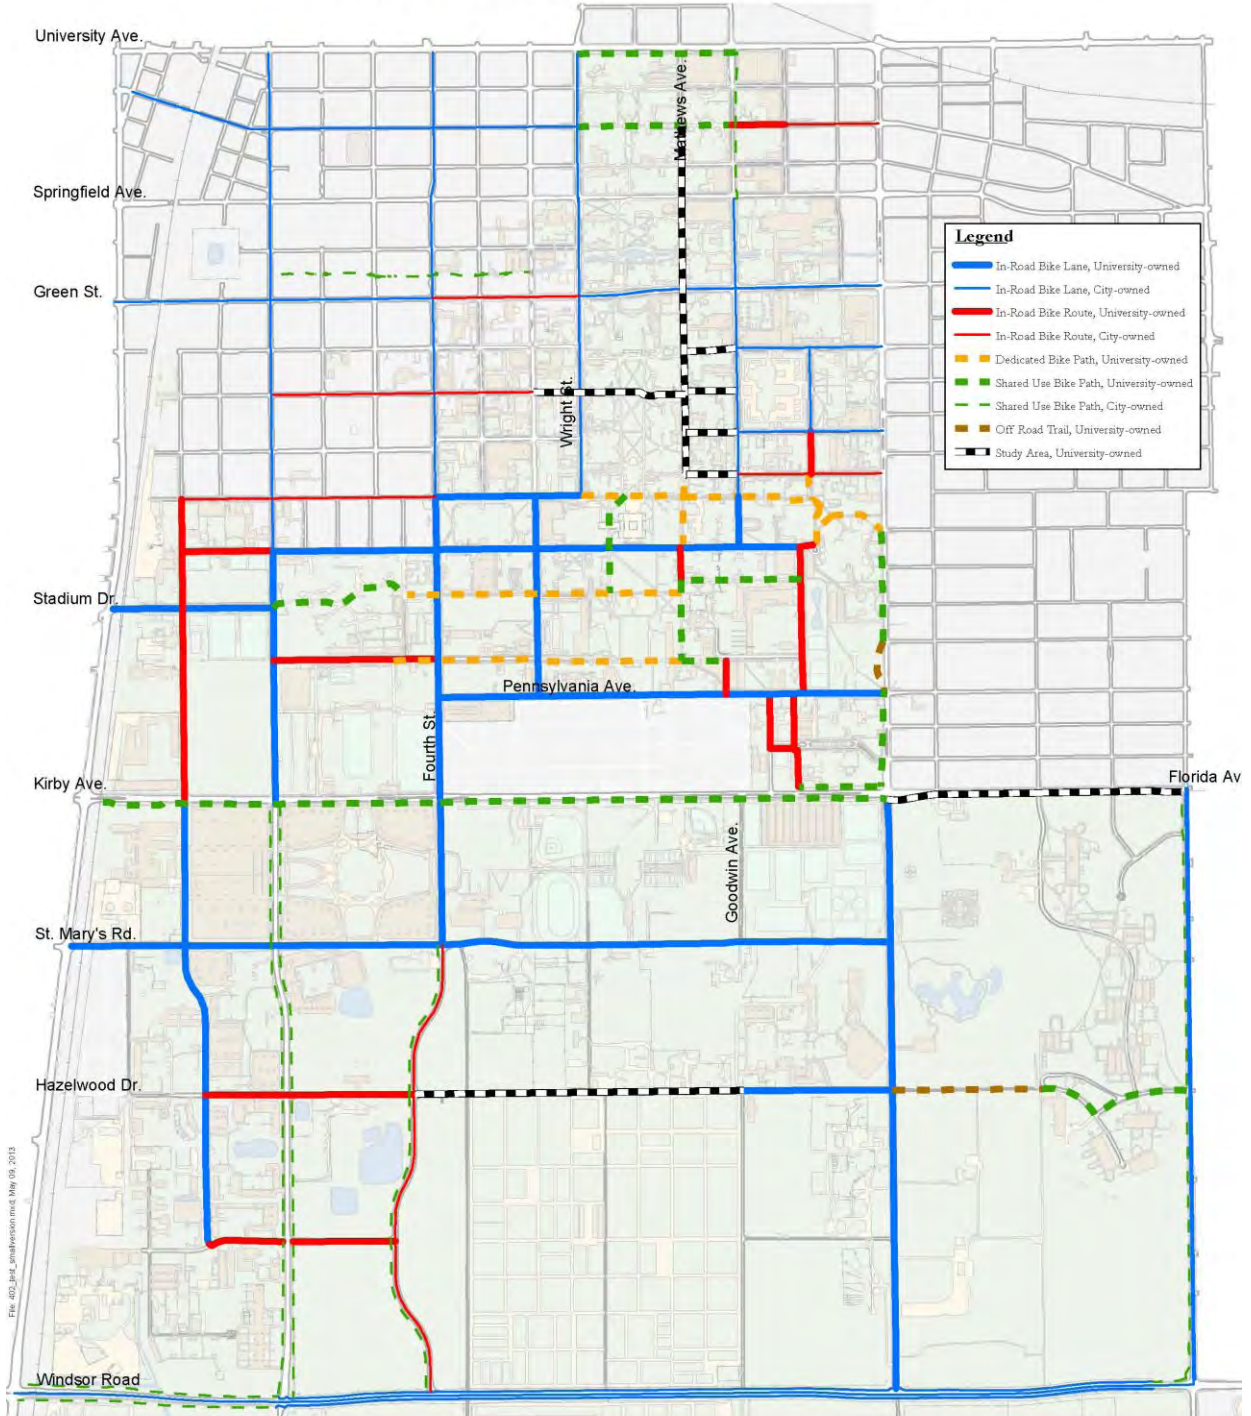 University Ave.
Mathews Ave.
Springfield Ave.
Legend
In-Road Bike Lane, University-owned
In-Road Bike Lane, City-owned
In-Road Bike Route, University-owned
In-Road Bike Route, City-owned
Dedicated Bike Path, University-owned
Shared Use Bike Path, University-owned
Shared Use Bike Path, City-owned
Off Road Trail, University-owned
Study Area, University-owned
Green St.
Wright St.
Stadium Dr.
Pennsylvania Ave.
Fourth St.
Kirby Ave.
Florida Av
Goodwin Ave.
St. Mary's Rd.
Hazelwood Dr.
Windsor Road